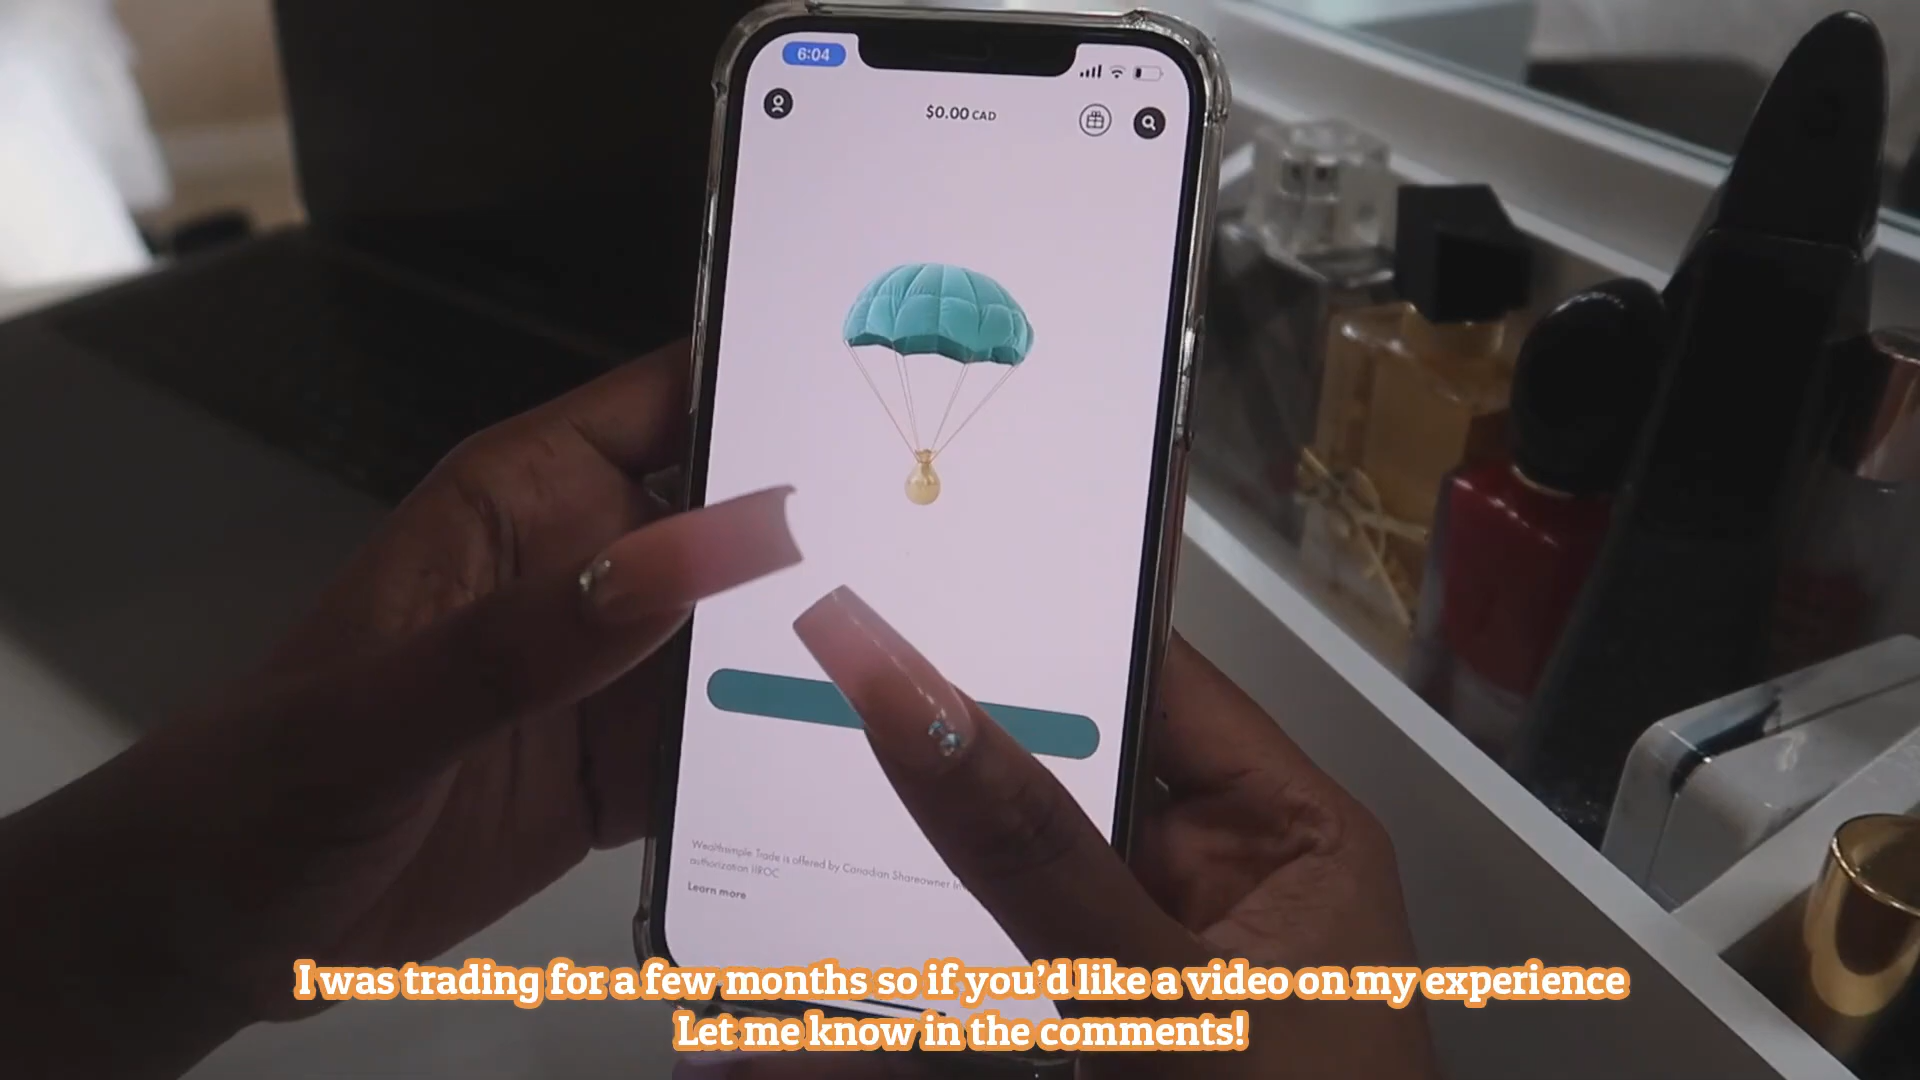 6:04
$0.00 CAD
Wealthsimple Trade is offered by Canadian Shareowner
authorization IIROC
Learn more
I was trading for a few months so if you'd like a video on my experience
Let me know in the comments!